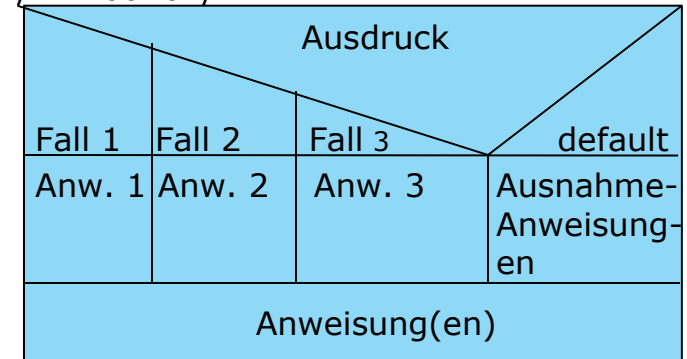 Ausdruck
Fall 1 Fall 2 Fall 3 default
Anw. 1 Anw. 2 Anw. 3 Ausnahme-
Anweisung-
en
Anweisung(en)